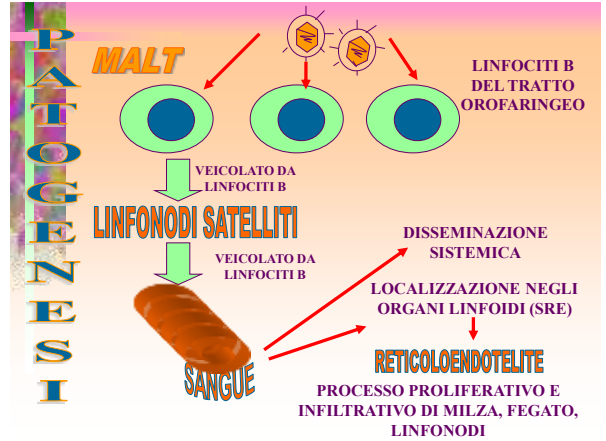 PATOGENESI
MALT
LINFOCITI B
DEL TRATTO
OROFARINGEO
VEICOLATO DA
LINFOCITI B
LINFONODI SATELLITI
VEICOLATO DA
LINFOCITI B
DISSEMINAZIONE
SISTEMICA
LOCALIZZAZIONE NEGLI
ORGANI LINFOIDI (SRE)
SANGUE
RETICOLOENDOTELITE
PROCESSO PROLIFERATIVO E
INFILTRATIVO DI MILZA, FEGATO,
LINFONODI